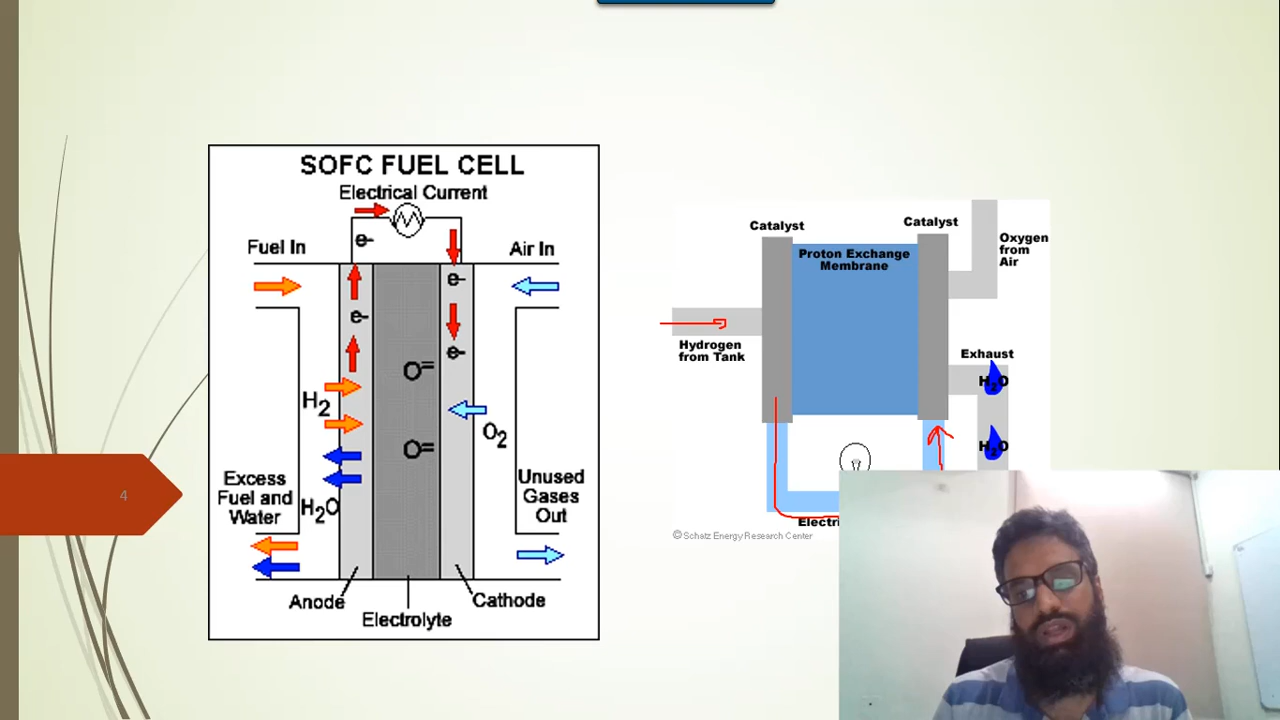 SOFC FUEL CELL
Electrical Current
e-
Fuel In
Air In
e-
e-
e-
O=
H2
O2
O=
Excess
Fuel and
Water
H2O
Unused
Gases
Out
Anode
Cathode
Electrolyte
Catalyst
Catalyst
Proton Exchange
Membrane
Oxygen
from
Air
Hydrogen
from Tank
Exhaust
H2O
H2O
© Schatz Energy Research Center
4